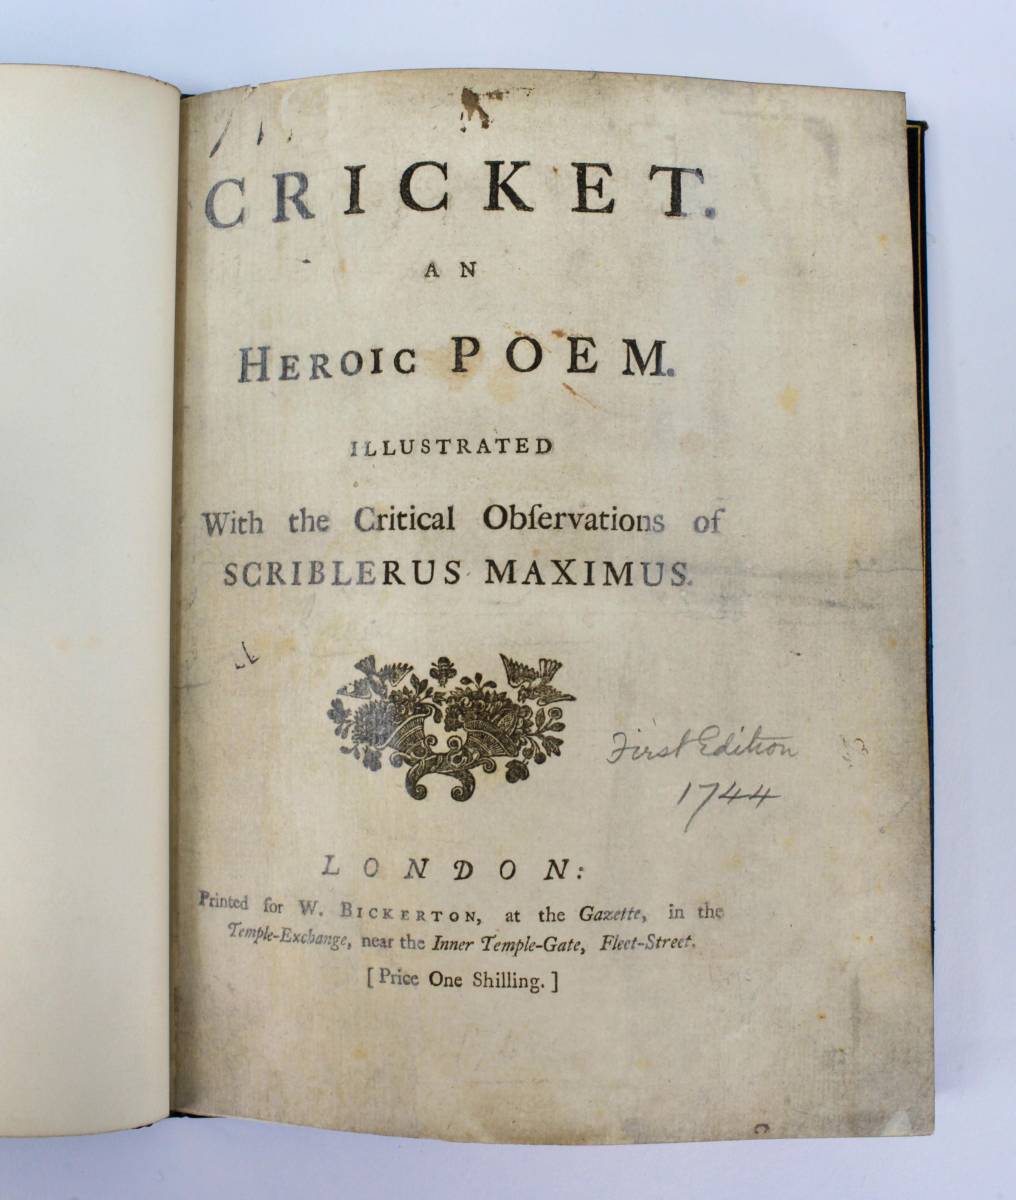 CRICKET.
AN
HEROIC POEM.
ILLUSTRATED
With the Critical Obſervations of
SCRIBLERUS MAXIMUS.
First Edition
1744
LONDON:
Printed for W. BICKERTON, at the Gazette, in the
Temple-Exchange, near the Inner Temple-Gate, Fleet-Street.
[Price One Shilling.]